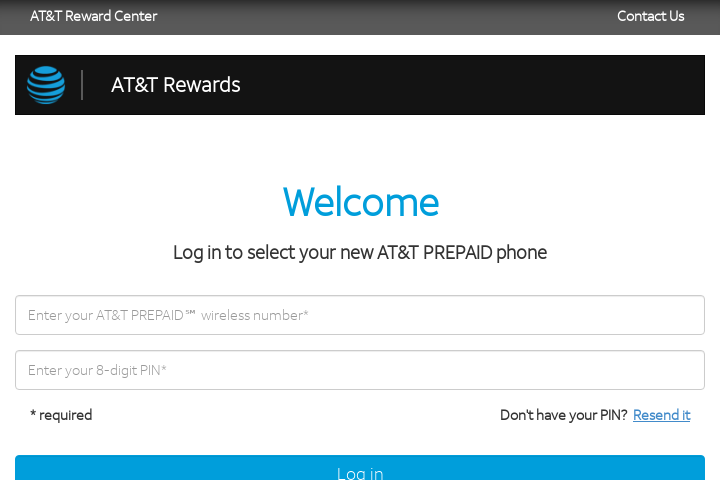 AT&T Reward Center
Contact Us
AT&T Rewards
Welcome
Log in to select your new AT&T PREPAID phone
Enter your AT&T PREPAID℠ wireless number*
Enter your 8-digit PIN*
* required
Don't have your PIN? Resend it
Log in